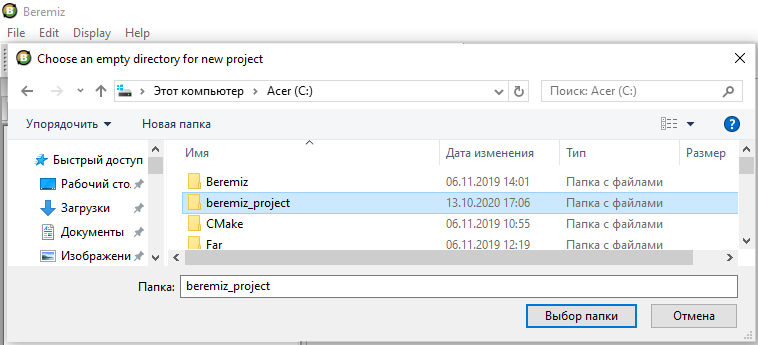 Beremiz
File Edit Display Help
Choose an empty directory for new project
Этот компьютер Acer (C:) Поиск: Acer (C:)
Упорядочить Новая папка
Имя Дата изменения Тип Размер
Быстрый доступ
Рабочий сто.
Загрузки
Документы
Изображени
Beremiz 06.11.2019 14:01 Папка с файлами
beremiz_project 13.10.2020 17:06 Папка с файлами
CMake 06.11.2019 10:55 Папка с файлами
Far 06.11.2019 12:19 Папка с файлами
Папка: beremiz_project
Выбор папки Отмена